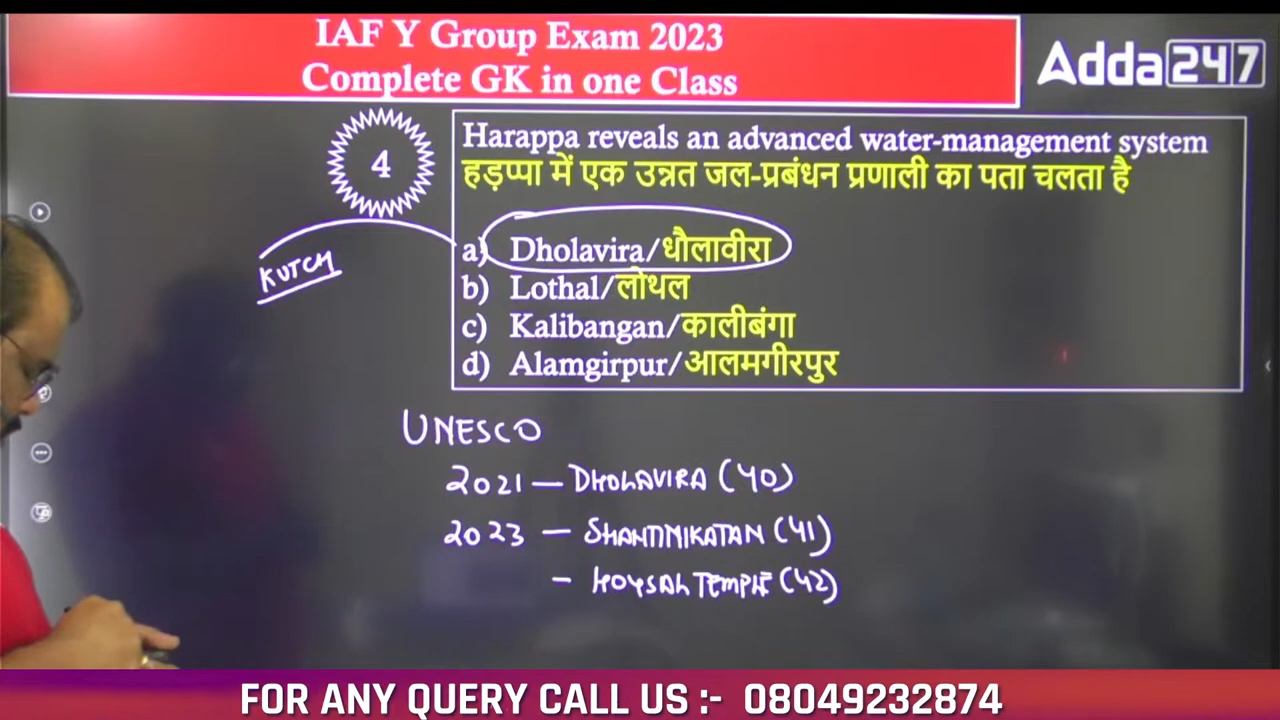 IAF Y Group Exam 2023
Complete GK in one Class
Adda247
4
Harappa reveals an advanced water-management system
हड़प्पा में एक उन्नत जल-प्रबंधन प्रणाली का पता चलता है
a) Dholavira/धौलावीरा
b) Lothal/लोथल
c) Kalibangan/कालीबंगा
d) Alamgirpur/आलमगीरपुर
KUTCH
UNESCO
2021 — DHOLAVIRA (40)
2023 — SHANTINIKATAN (41)
- HOYSAL TEMPLE (42)
FOR ANY QUERY CALL US :- 08049232874